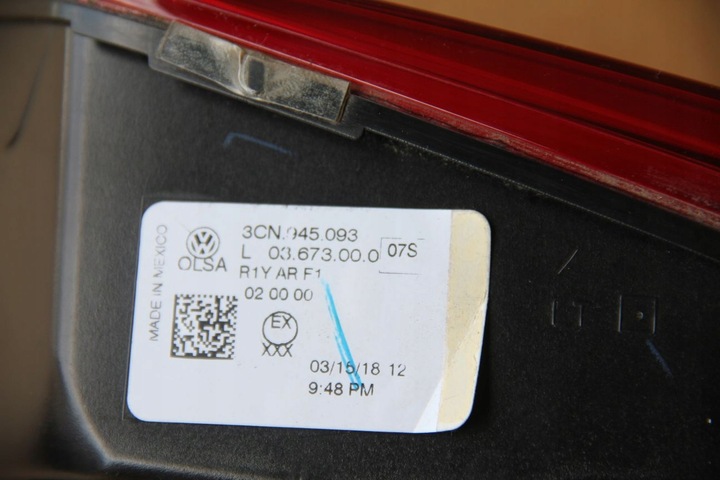 MADE IN MEXICO
OLSA
3CN.945.093
L 03.673.00.0
07S
R1Y AR F1
02 00 00
EX
XXX
03/15/18 12
9:48 PM